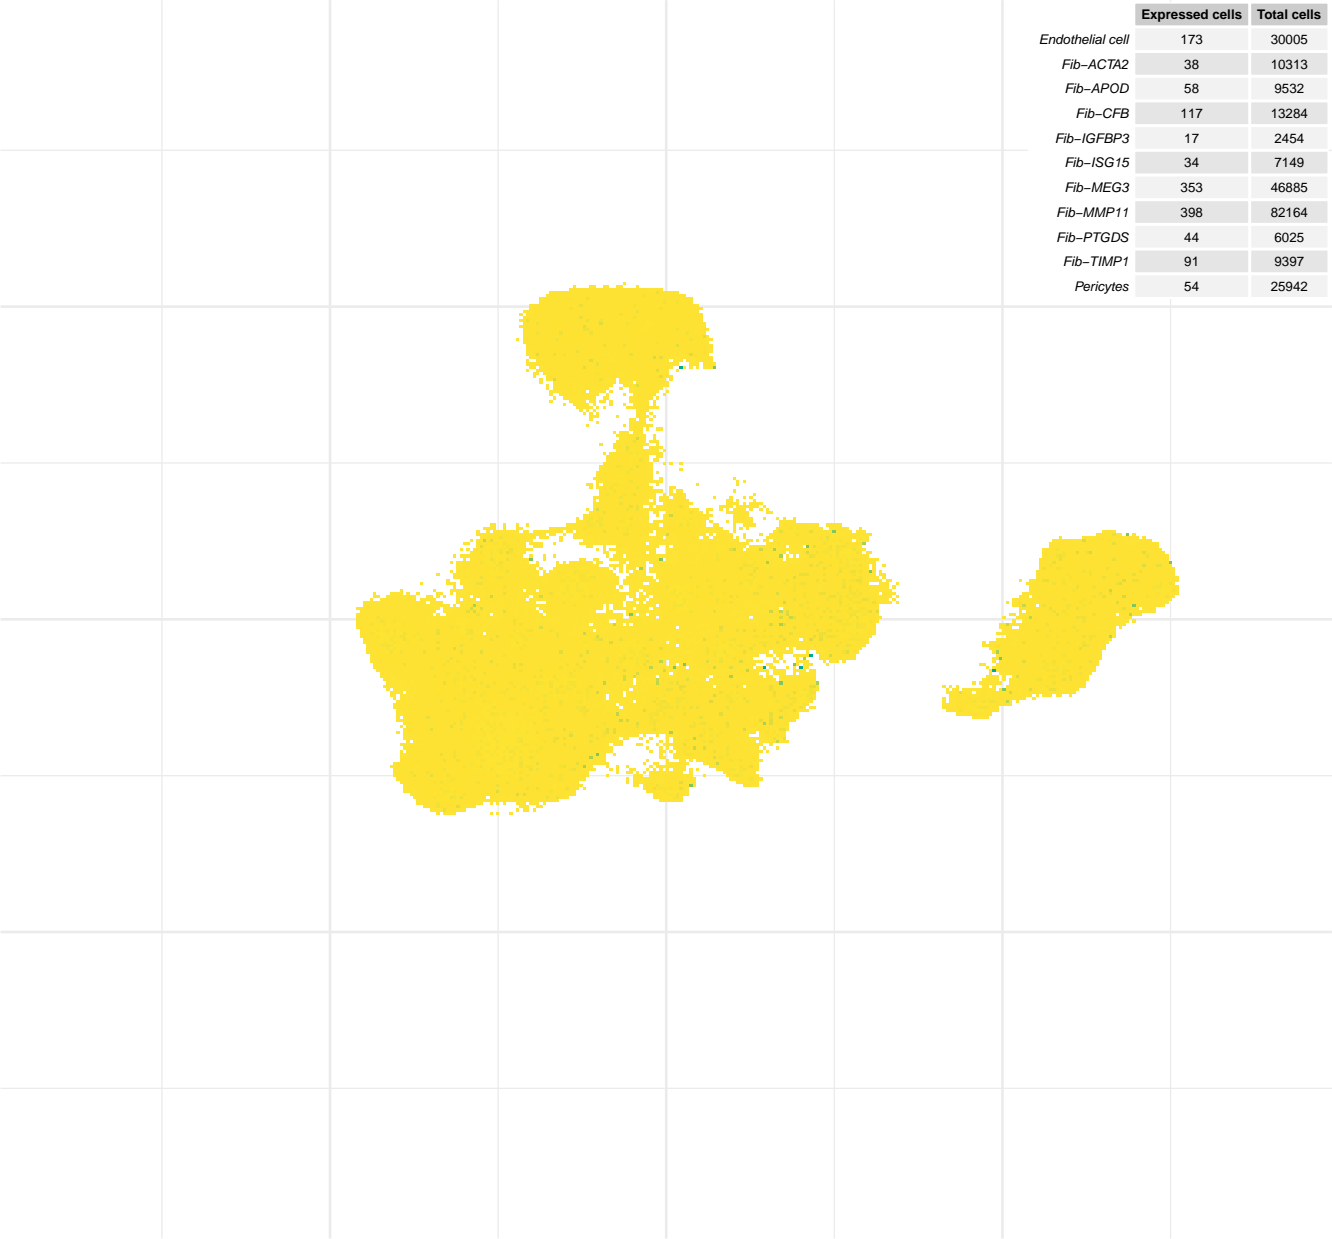 Expressed cells Total cells
Endothelial cell 173 30005
Fib−ACTA2 38 10313
Fib−APOD 58 9532
Fib−CFB 117 13284
Fib−IGFBP3 17 2454
Fib−ISG15 34 7149
Fib−MEG3 353 46885
Fib−MMP11 398 82164
Fib−PTGDS 44 6025
Fib−TIMP1 91 9397
Pericytes 54 25942